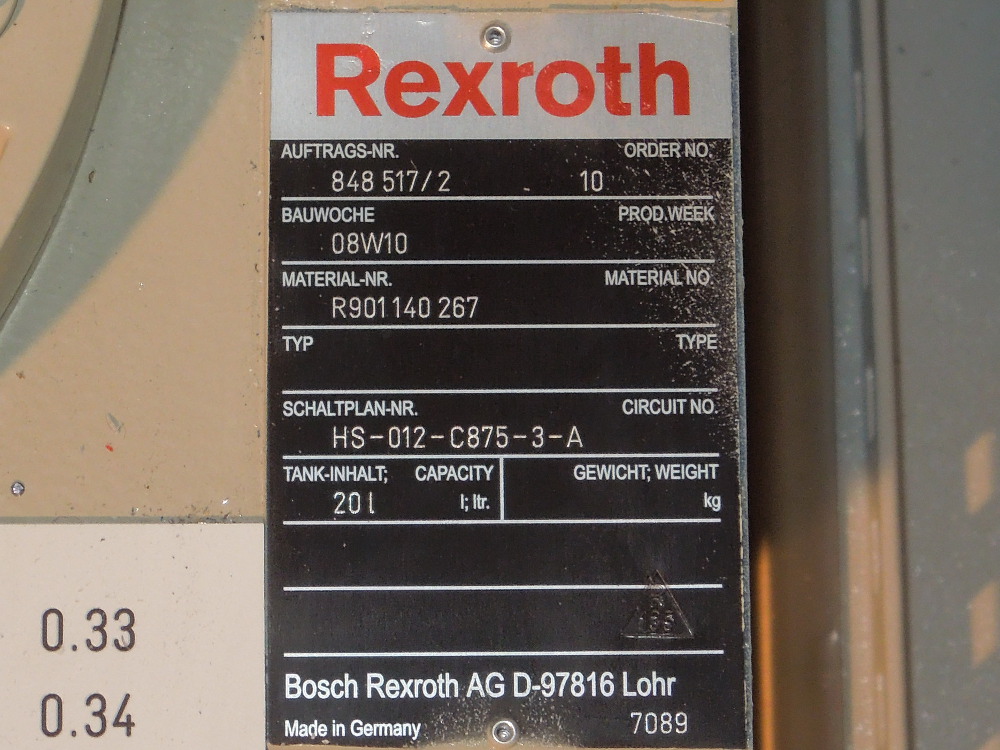 Rexroth
AUFTRAGS-NR. ORDER NO.
848 517/2 10
BAUWOCHE PROD.WEEK
08W10
MATERIAL-NR. MATERIAL NO.
R901140 267
TYP TYPE
SCHALTPLAN-NR. CIRCUIT NO.
HS-012-C875-3-A
TANK-INHALT; CAPACITY GEWICHT; WEIGHT
20 l l; ltr. kg
Bosch Rexroth AG D-97816 Lohr
Made in Germany 7089
0.33
0.34